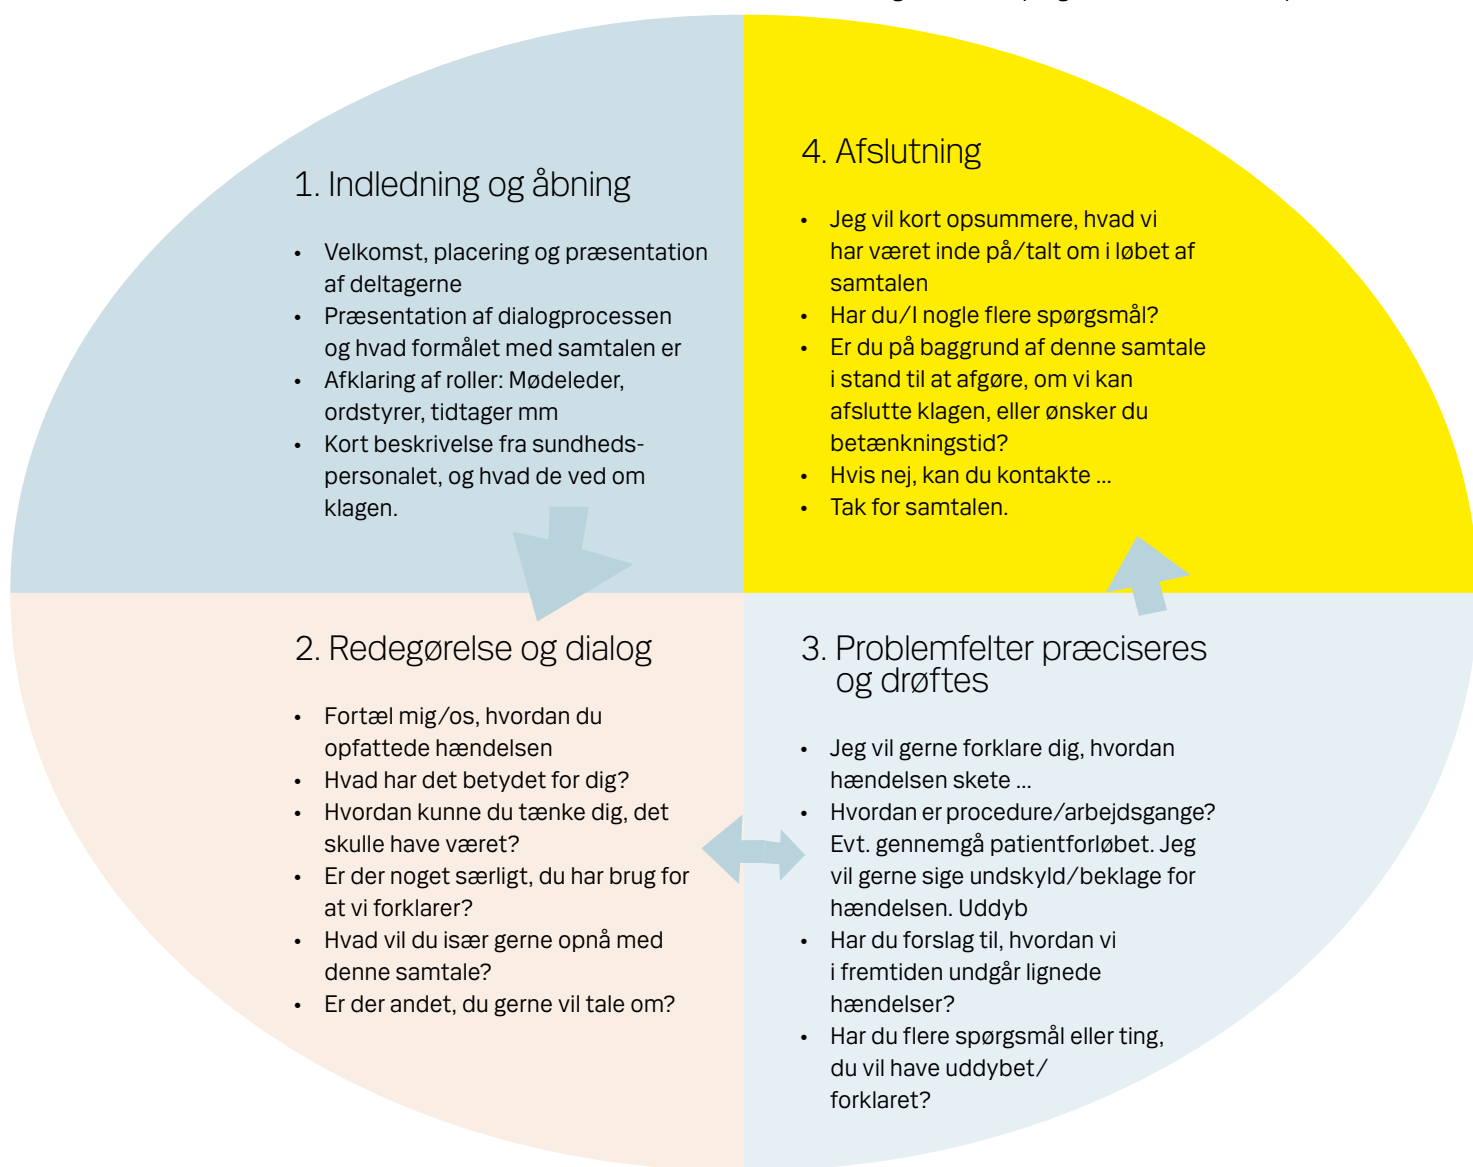 1. Indledning og åbning
• Velkomst, placering og præsentation
af deltagerne
• Præsentation af dialogprocessen
og hvad formålet med samtalen er
• Afklaring af roller: Mødeleder,
ordstyrer, tidtager mm
• Kort beskrivelse fra sundheds-
personalet, og hvad de ved om
klagen.
2. Redegørelse og dialog
• Fortæl mig/os, hvordan du
opfattede hændelsen
• Hvad har det betydet for dig?
• Hvordan kunne du tænke dig, det
skulle have været?
• Er der noget særligt, du har brug for
at vi forklarer?
• Hvad vil du især gerne opnå med
denne samtale?
• Er der andet, du gerne vil tale om?
3. Problemfelter præciseres
og drøftes
• Jeg vil gerne forklare dig, hvordan
hændelsen skete ...
• Hvordan er procedure/arbejdsgange?
Evt. gennemgå patientforløbet. Jeg
vil gerne sige undskyld/beklage for
hændelsen. Uddyb
• Har du forslag til, hvordan vi
i fremtiden undgår lignede
hændelser?
• Har du flere spørgsmål eller ting,
du vil have uddybet/
forklaret?
4. Afslutning
• Jeg vil kort opsummere, hvad vi
har været inde på/talt om i løbet af
samtalen
• Har du/I nogle flere spørgsmål?
• Er du på baggrund af denne samtale
i stand til at afgøre, om vi kan
afslutte klagen, eller ønsker du
betænkningstid?
• Hvis nej, kan du kontakte ...
• Tak for samtalen.